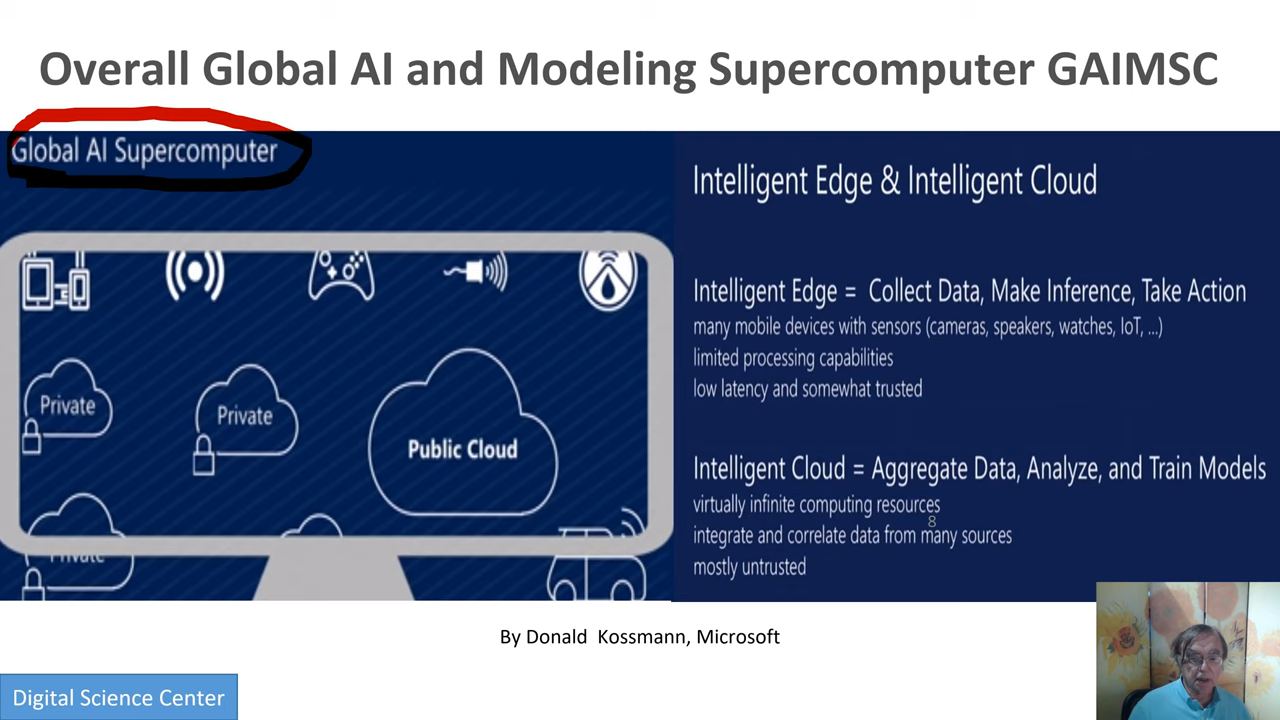 Overall Global AI and Modeling Supercomputer GAIMSC
Global AI Supercomputer
Private
Private
Public Cloud
Private
Intelligent Edge & Intelligent Cloud
Intelligent Edge = Collect Data, Make Inference, Take Action
many mobile devices with sensors (cameras, speakers, watches, IoT, ...)
limited processing capabilities
low latency and somewhat trusted
Intelligent Cloud = Aggregate Data, Analyze, and Train Models
virtually infinite computing resources
8
integrate and correlate data from many sources
mostly untrusted
By Donald Kossmann, Microsoft
Digital Science Center